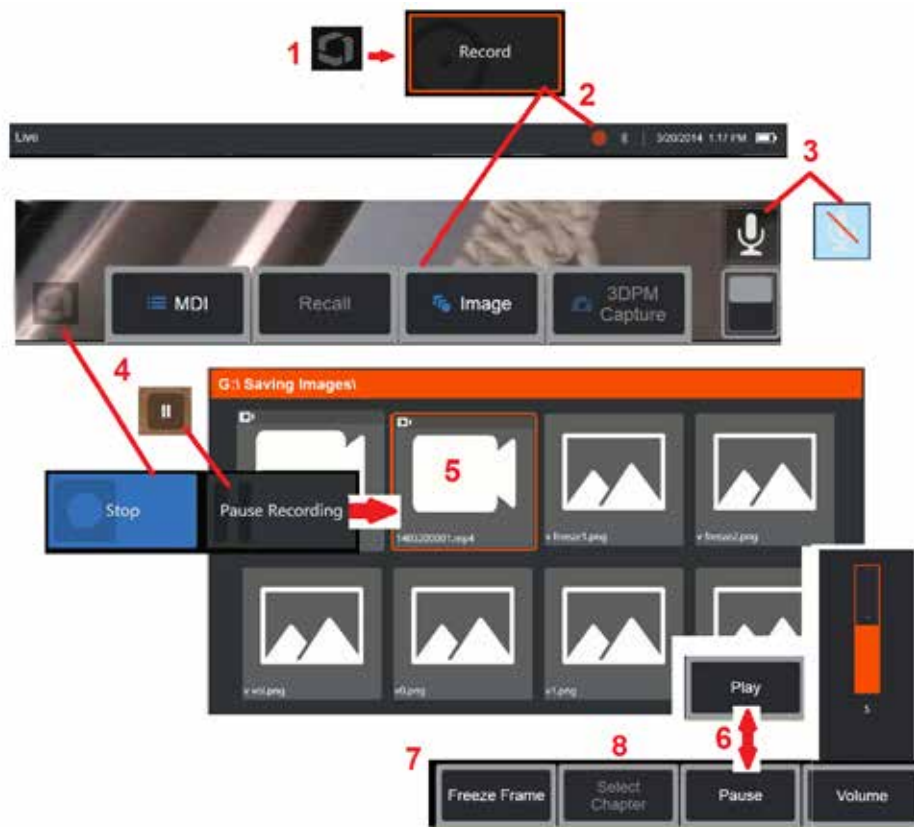 1
Record
2
Live
3/20/2014 1:17 PM
3
MDI
Recall
Image
3DPM
Capture
4
G:\ Saving Images\
5
Stop
Pause Recording
1403200001.mp4
v freeze1.png
v freeze2.png
v vol.png
v0.png
v1.png
Play
5
6
7
8
Freeze Frame
Select
Chapter
Pause
Volume